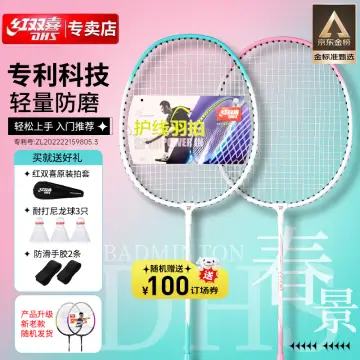 红双喜 DHS 专卖店
京东金榜
金标准甄选
专利科技
轻量防磨
轻松上手 入门推荐
专利号:ZL202222159805.3
买就送好礼
红双喜原装拍套
耐打尼龙球3只
防滑手胶2条
产品升级
新老款
随机发货
护线羽拍
BADMINTON
DH
春景
随机赠送
¥100订场券